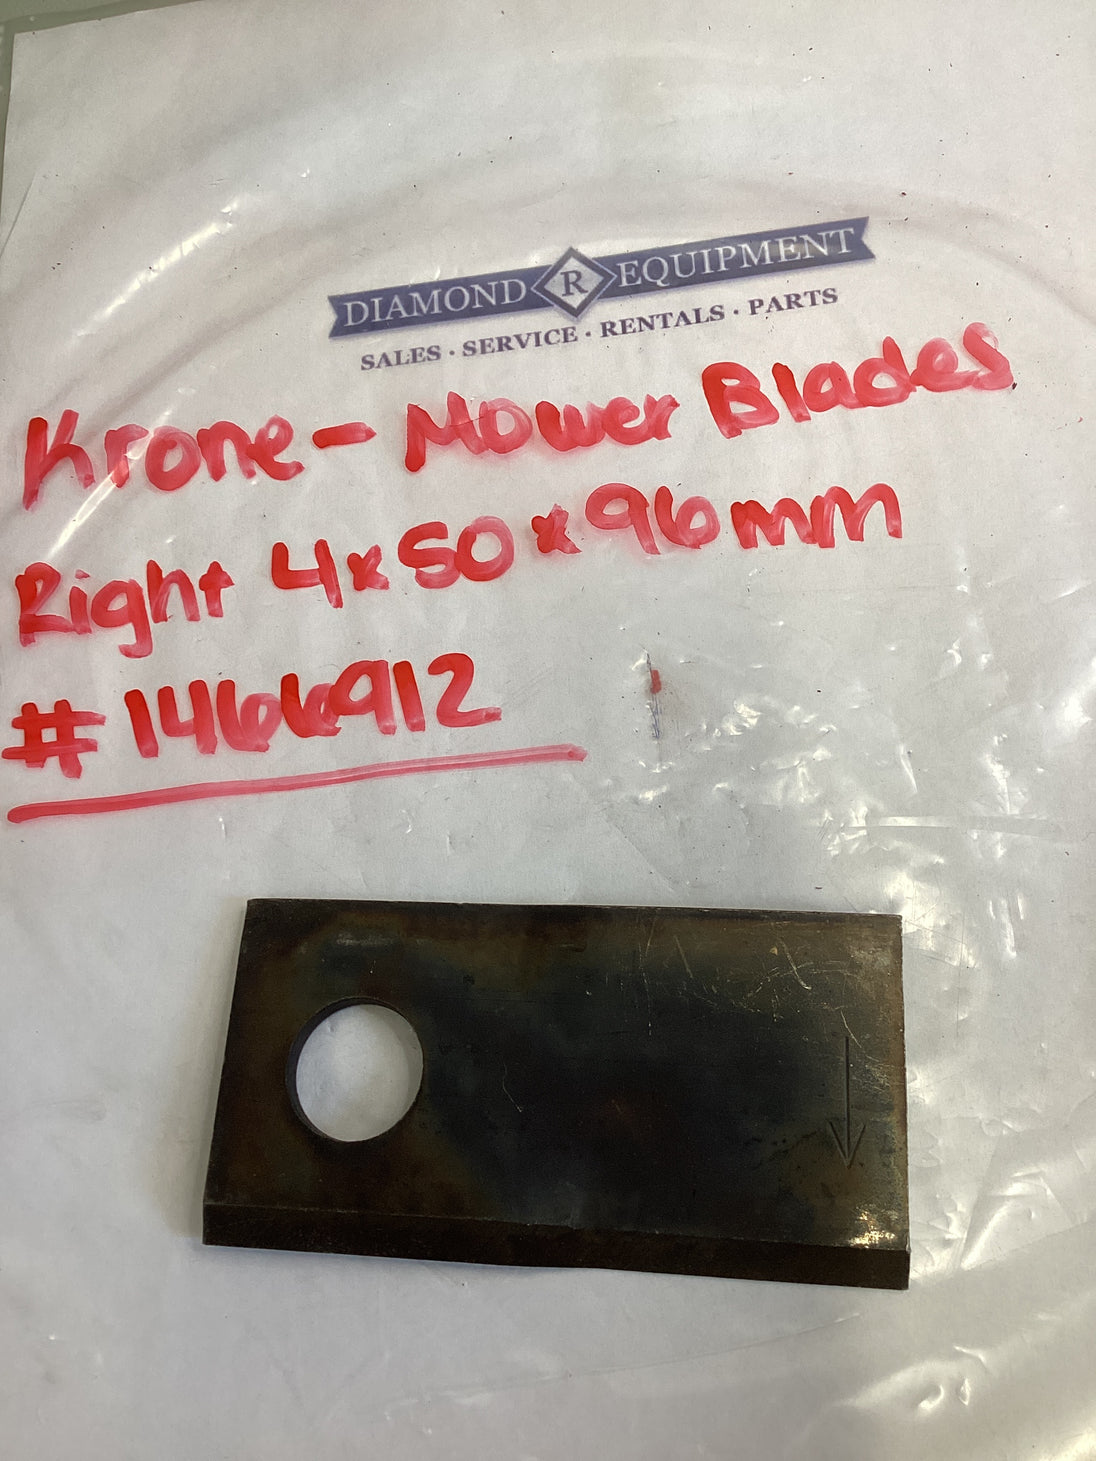 DIAMOND R EQUIPMENT
SALES · SERVICE · RENTALS · PARTS
Krone - Mower Blades
Right 4x50x96mm
#1466912